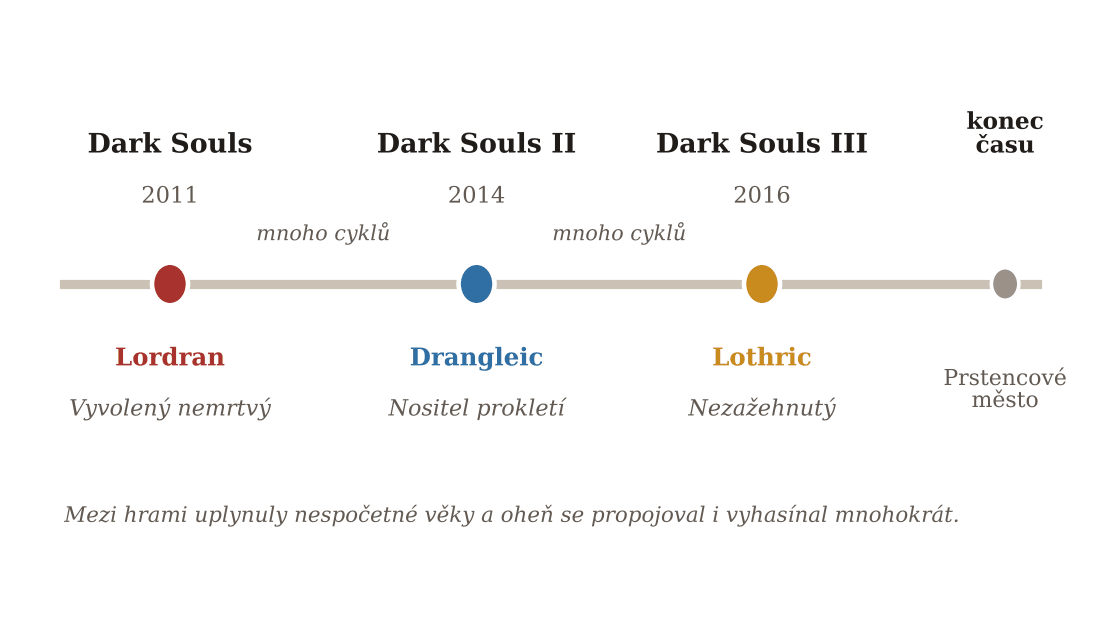 Dark Souls
Dark Souls II
Dark Souls III
konec
času
2011
2014
2016
mnoho cyklů
mnoho cyklů
Lordran
Drangleic
Lothric
Prstencové
město
Vyvolený nemrtvý
Nositel prokletí
Nezažehnutý
Mezi hrami uplynuly nespočetné věky a oheň se propojoval i vyhasínal mnohokrát.